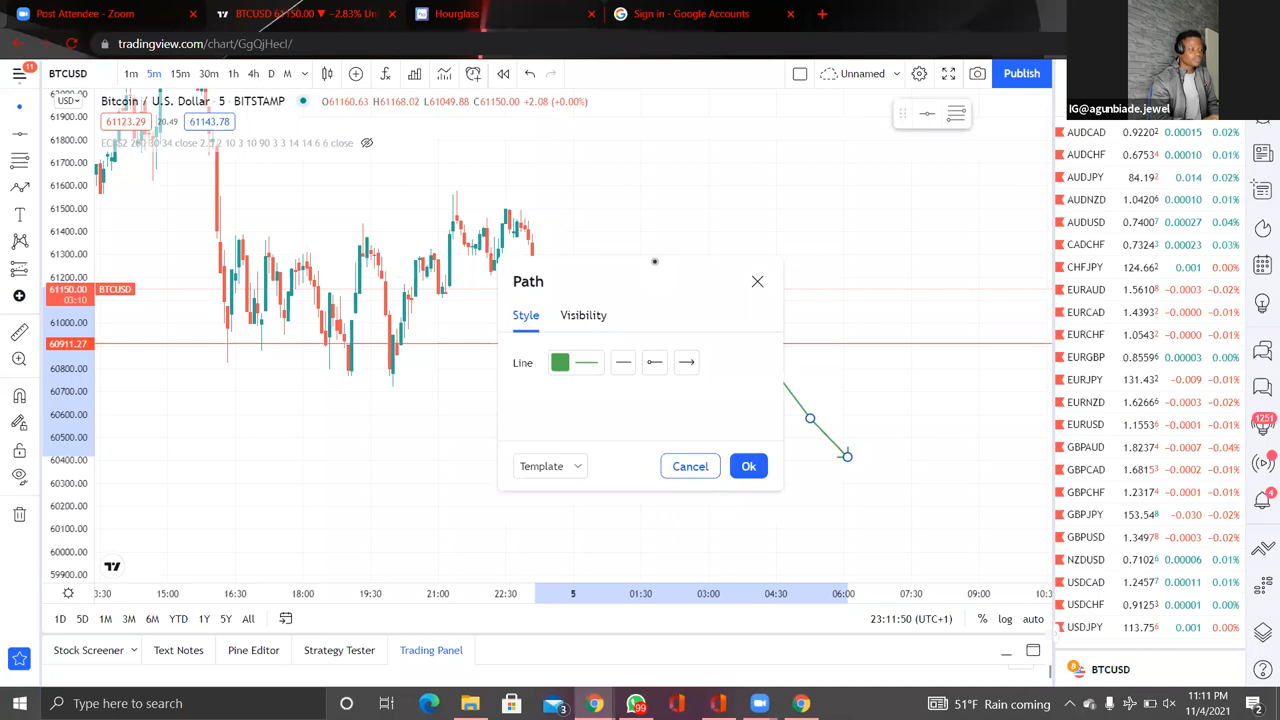 Post Attendee - Zoom
BTCUSD 61150.00 ▼ −2.83% Un
Hourglass
Sign in - Google Accounts
tradingview.com/chart/GgQjHecI/
11
BTCUSD
1m 5m 15m 30m 1h 4h D M
Unnamed
Publish
IG@agunbiade.jewel
USD
Bitcoin / U.S. Dollar · 5 · BITSTAMP
O61160.63 H61168.02 L61049.88 C61150.00 +2.08 (+0.00%)
61123.29 20.49 61143.78
61900.00
61800.00
61700.00
61600.00
61500.00
61400.00
61300.00
61200.00
61150.00
03:10
BTCUSD
61000.00
60911.27
60800.00
60700.00
60600.00
60500.00
60400.00
60300.00
60200.00
60100.00
60000.00
59900.00
Path
Style
Visibility
Line
Template
Cancel
Ok
AUDCAD 0.92202 0.00015 0.02%
AUDCHF 0.67534 0.00010 0.01%
AUDJPY 84.192 0.014 0.02%
AUDNZD 1.04206 0.00010 0.01%
AUDUSD 0.74007 0.00027 0.04%
CADCHF 0.73243 0.00023 0.03%
CHFJPY 124.662 0.001 0.00%
EURAUD 1.56108 −0.0003 −0.02%
EURCAD 1.43932 −0.0000 −0.00%
EURCHF 1.05432 −0.0000 −0.00%
EURGBP 0.85596 0.00003 0.00%
EURJPY 131.432 −0.009 −0.01%
EURNZD 1.62666 −0.0003 −0.02%
EURUSD 1.15536 −0.0001 −0.01%
GBPAUD 1.82374 −0.0007 −0.04%
GBPCAD 1.68153 −0.0002 −0.01%
GBPCHF 1.23174 −0.0001 −0.00%
GBPJPY 153.548 −0.030 −0.02%
GBPUSD 1.34978 −0.0003 −0.02%
NZDUSD 0.71026 0.00006 0.01%
USDCAD 1.24577 0.00011 0.01%
USDCHF 0.91253 0.00001 0.00%
USDJPY 113.756 0.001 0.00%
1251
4
3:30 15:00 16:30 18:00 19:30 21:00 22:30 5 01:30 03:00 04:30 06:00 07:30 09:00 10:3
1D 5D 1M 3M 6M YTD 1Y 5Y All
23:11:50 (UTC+1)
% log auto
Stock Screener
Text Notes
Pine Editor
Strategy Tester
Trading Panel
BTCUSD
Type here to search
3
99
51°F Rain coming
11:11 PM
11/4/2021
2